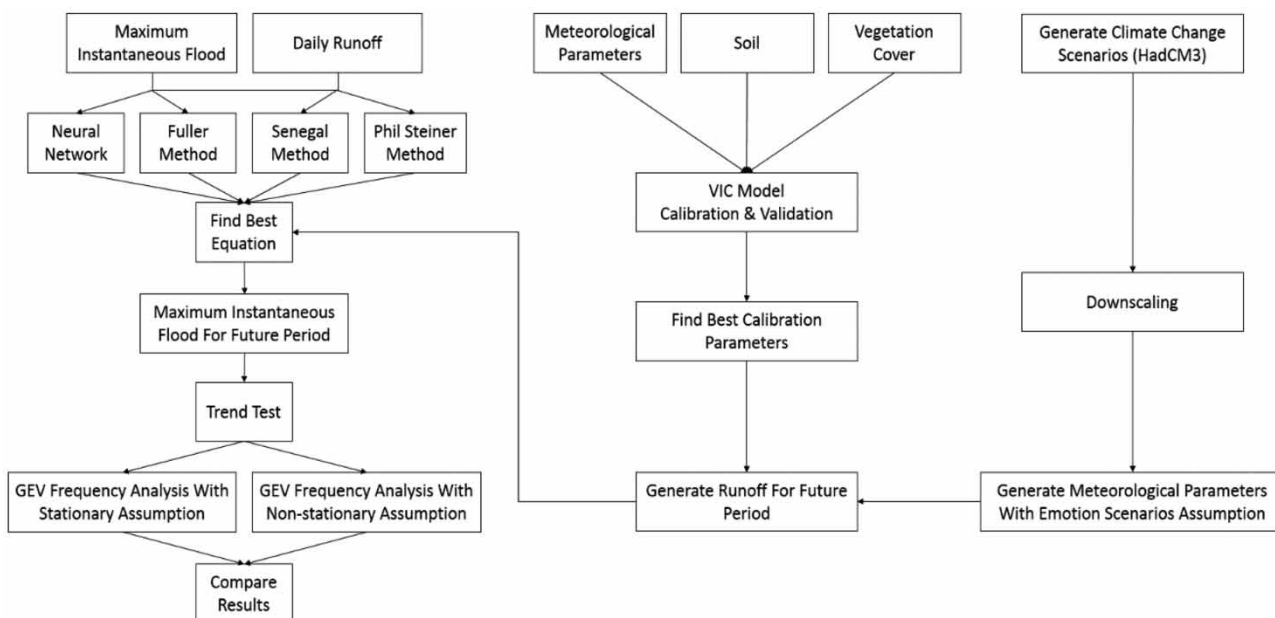 Maximum
Instantaneous Flood
Daily Runoff
Meteorological
Parameters
Soil
Vegetation
Cover
Generate Climate Change
Scenarios (HadCM3)
Neural
Network
Fuller
Method
Senegal
Method
Phil Steiner
Method
VIC Model
Calibration & Validation
Find Best
Equation
Downscaling
Maximum Instantaneous
Flood For Future Period
Find Best Calibration
Parameters
Trend Test
GEV Frequency Analysis With
Stationary Assumption
GEV Frequency Analysis With
Non-stationary Assumption
Generate Runoff For Future
Period
Generate Meteorological Parameters
With Emotion Scenarios Assumption
Compare
Results